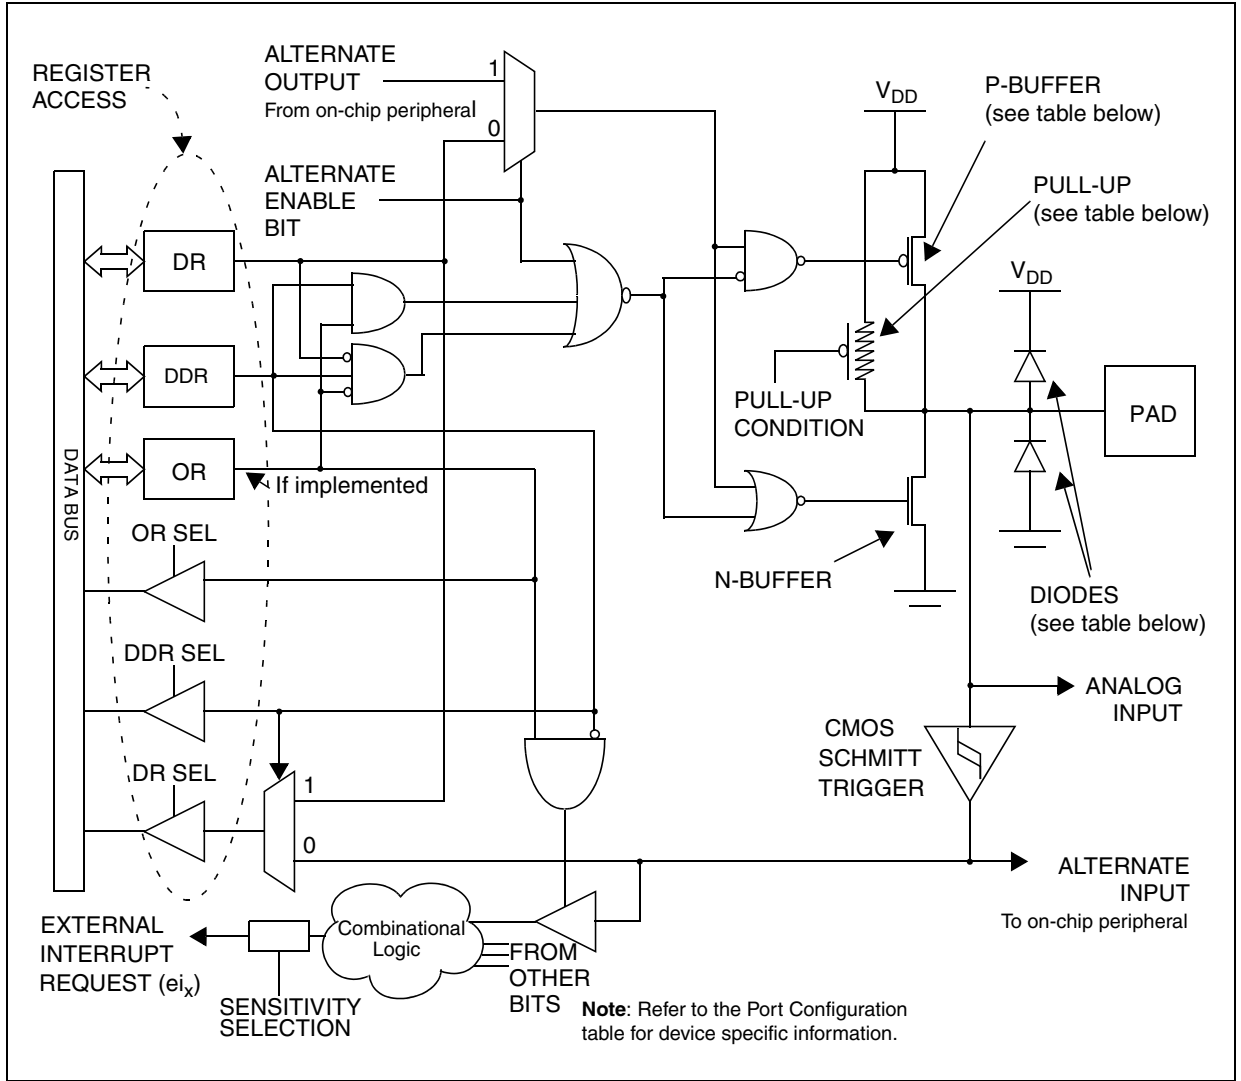 REGISTER
ACCESS
ALTERNATE
OUTPUT
From on-chip peripheral
1
0
ALTERNATE
ENABLE
BIT
VDD
P-BUFFER
(see table below)
PULL-UP
(see table below)
VDD
DR
DDR
OR
If implemented
DATA BUS
PULL-UP
CONDITION
PAD
N-BUFFER
DIODES
(see table below)
OR SEL
DDR SEL
DR SEL
1
0
ANALOG
INPUT
CMOS
SCHMITT
TRIGGER
ALTERNATE
INPUT
To on-chip peripheral
EXTERNAL
INTERRUPT
REQUEST (eix)
Combinational
Logic
SENSITIVITY
SELECTION
FROM
OTHER
BITS
Note: Refer to the Port Configuration
table for device specific information.